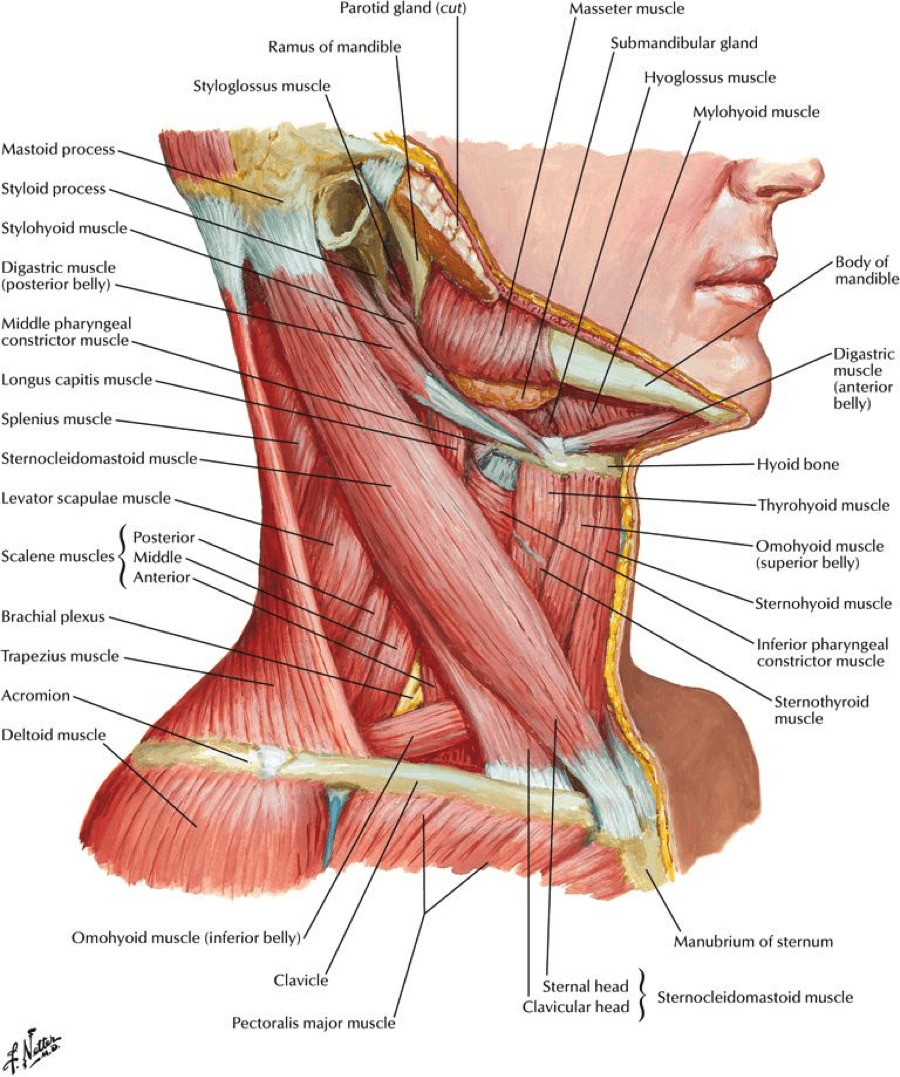 Parotid gland (cut)
Masseter muscle
Ramus of mandible
Submandibular gland
Styloglossus muscle
Hyoglossus muscle
Mylohyoid muscle
Mastoid process
Styloid process
Stylohyoid muscle
Digastric muscle
(posterior belly)
Middle pharyngeal
constrictor muscle
Longus capitis muscle
Splenius muscle
Sternocleidomastoid muscle
Levator scapulae muscle
Scalene muscles
Posterior
Middle
Anterior
Brachial plexus
Trapezius muscle
Acromion
Deltoid muscle
Body of
mandible
Digastric
muscle
(anterior
belly)
Hyoid bone
Thyrohyoid muscle
Omohyoid muscle
(superior belly)
Sternohyoid muscle
Inferior pharyngeal
constrictor muscle
Sternothyroid
muscle
Omohyoid muscle (inferior belly)
Clavicle
Pectoralis major muscle
Manubrium of sternum
Sternal head
Clavicular head
Sternocleidomastoid muscle
F. Netter
M.D.